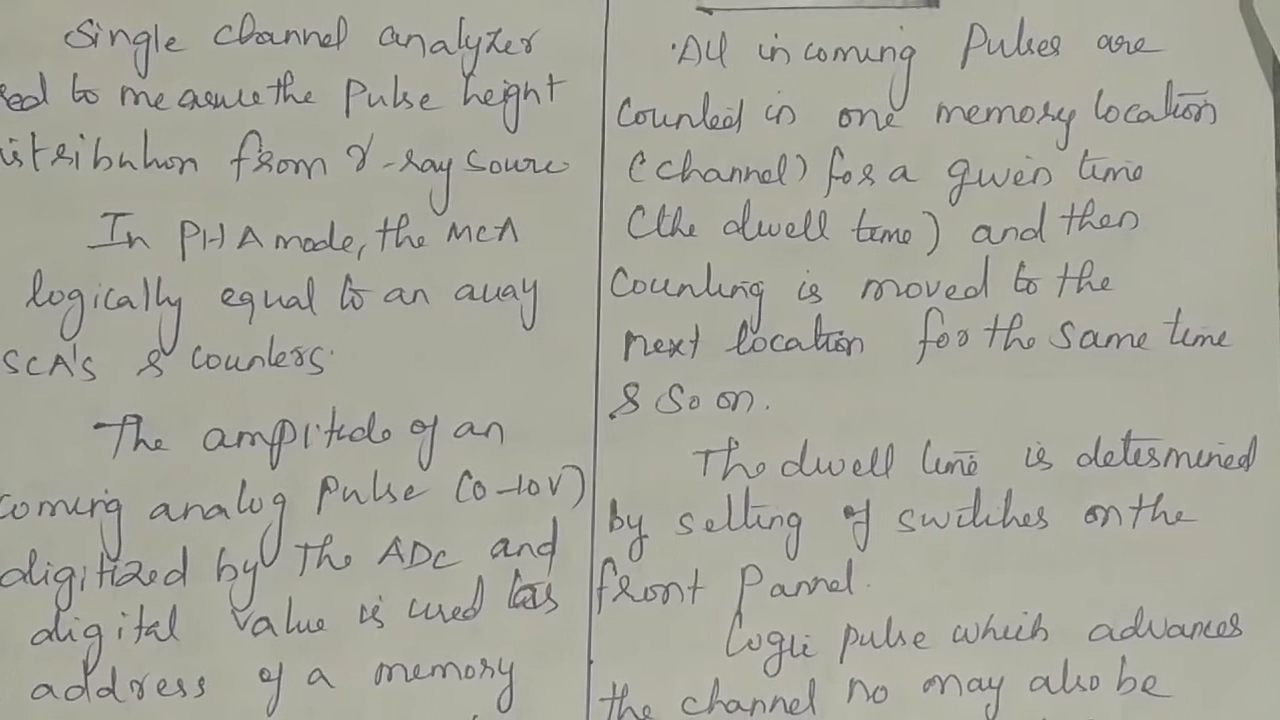 Single channel analyzer
sed to measure the Pulse height
istribution from γ-ray source
In PHA mode, the MCA
logically equal to an array
SCA's & counters.
The amplitude of an
coming analog pulse (0-10V)
digitized by the ADC and
digital value is used as
address of a memory
All incoming Pulses are
Counted in one memory location
(channel) for a given time
(the dwell time) and then
Counting is moved to the
next location for the same time
& so on.
The dwell time is determined
by setting of switches on the
front Pannel.
Logic pulse which advances
the channel no may also be